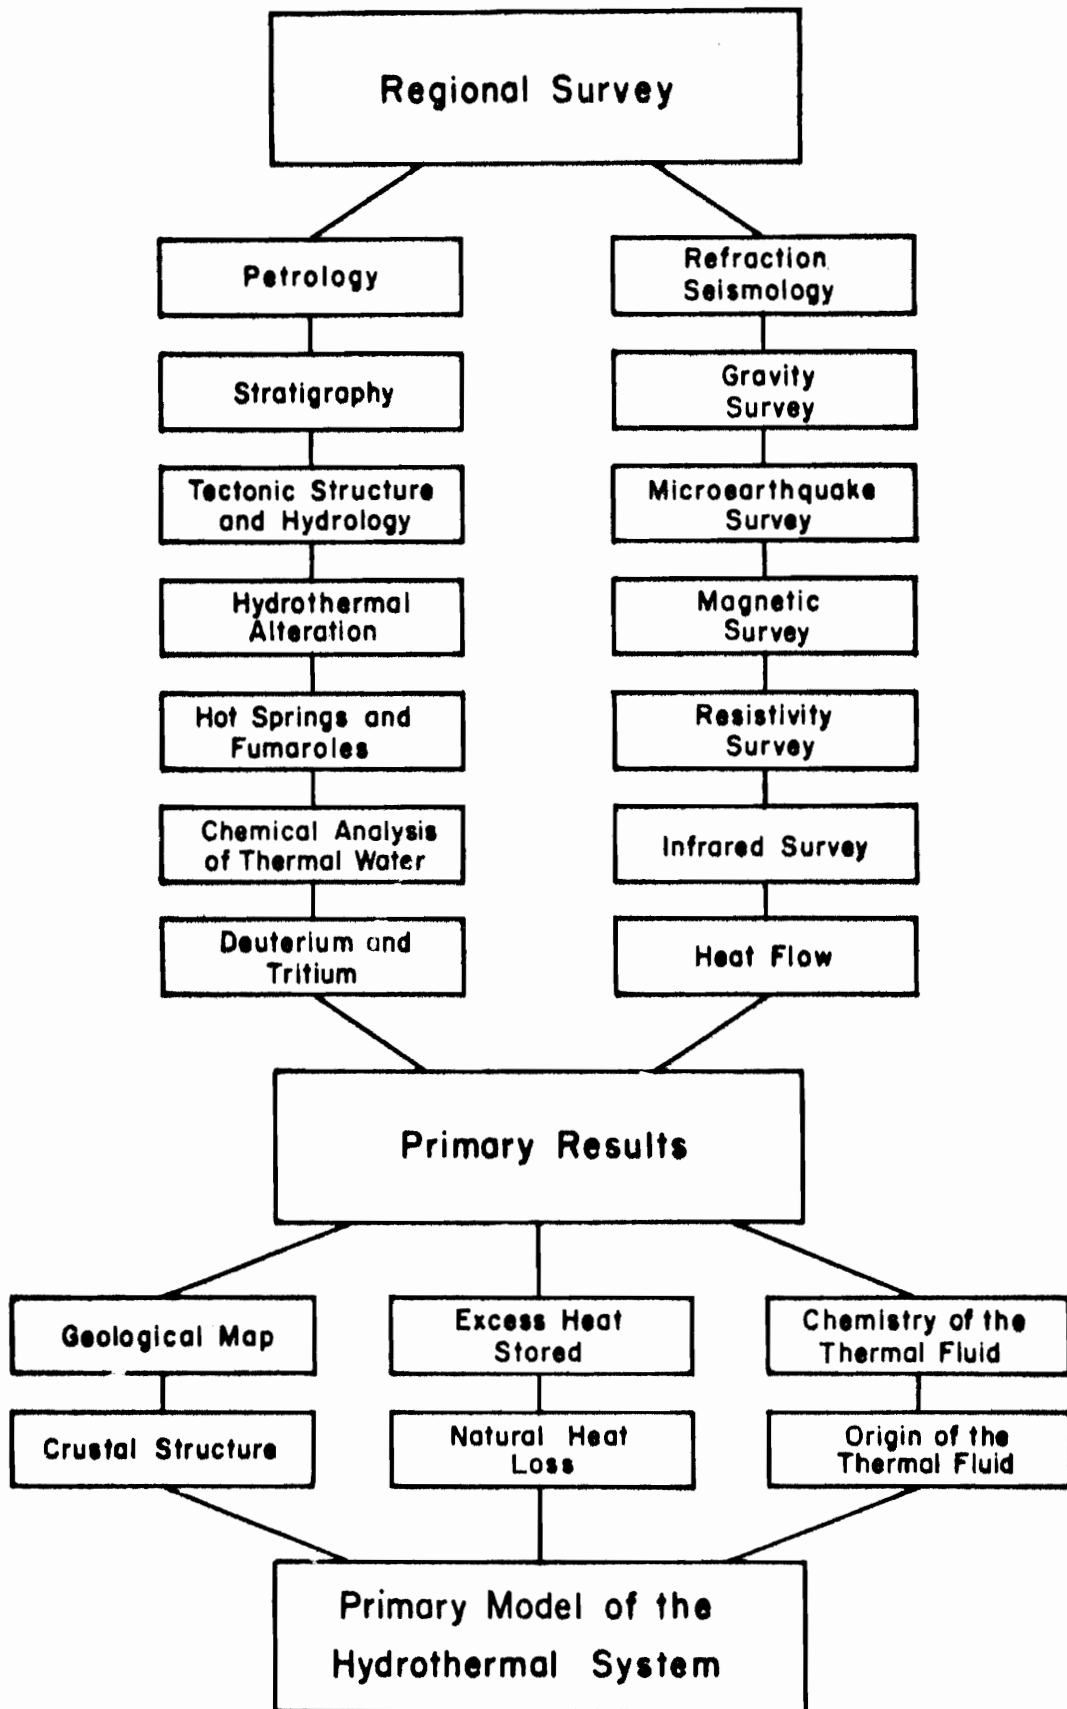 Regional Survey
Petrology
Stratigraphy
Tectonic Structure
and Hydrology
Hydrothermal
Alteration
Hot Springs and
Fumaroles
Chemical Analysis
of Thermal Water
Deuterium and
Tritium
Refraction
Seismology
Gravity
Survey
Microearthquake
Survey
Magnetic
Survey
Resistivity
Survey
Infrared Survey
Heat Flow
Primary Results
Geological Map
Crustal Structure
Excess Heat
Stored
Natural Heat
Loss
Chemistry of the
Thermal Fluid
Origin of the
Thermal Fluid
Primary Model of the
Hydrothermal System